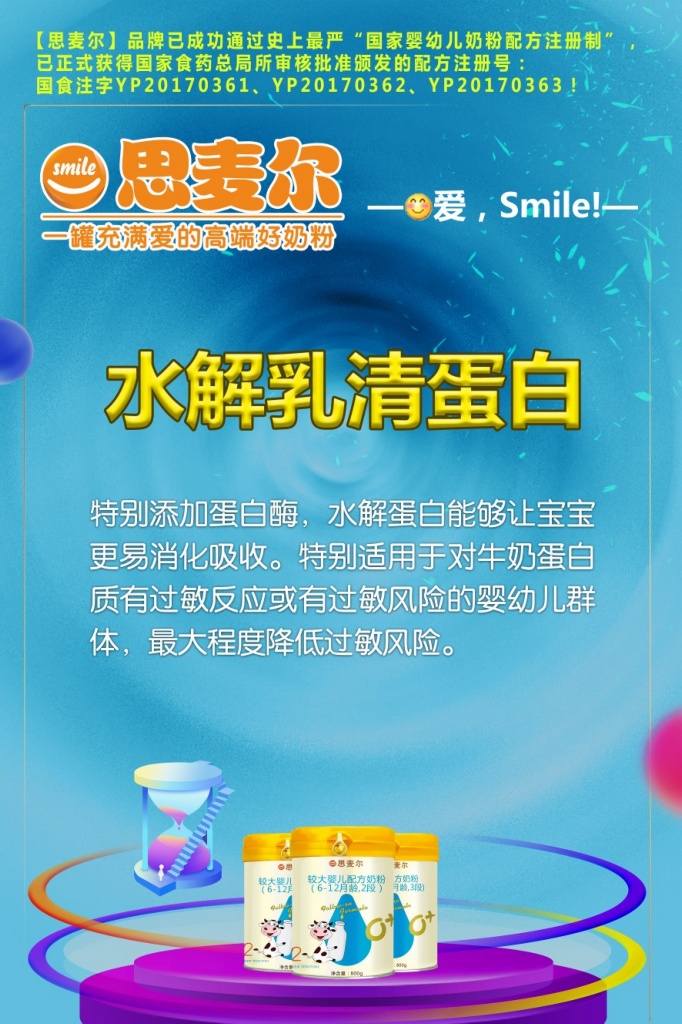 【思麦尔】品牌已成功通过史上最严“国家婴幼儿奶粉配方注册制”，
已正式获得国家食药总局所审核批准颁发的配方注册号：
国食注字YP20170361、YP20170362、YP20170363！
smile 思麦尔
一罐充满爱的高端好奶粉
—😊爱，Smile!—
水解乳清蛋白
特别添加蛋白酶，水解蛋白能够让宝宝
更易消化吸收。特别适用于对牛奶蛋白
质有过敏反应或有过敏风险的婴幼儿群
体，最大程度降低过敏风险。
思麦尔
较大婴儿配方奶粉
（6-12月龄,2段）
Follow-on
Formula
净含量：800g